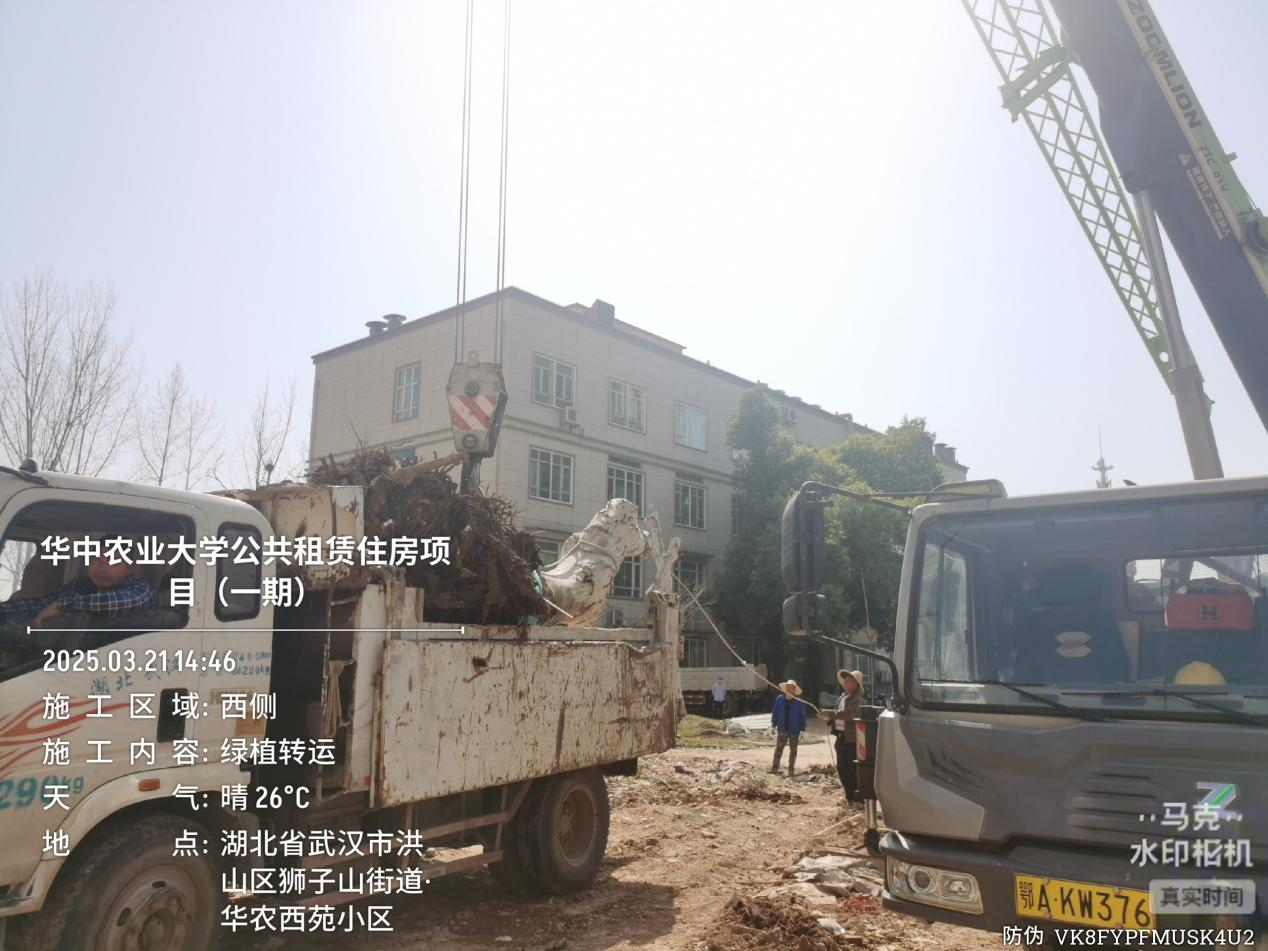 ZOOMLION
华中农业大学公共租赁住房项
目（一期）
2025.03.21 14:46
施工区域: 西侧
施工内容: 绿植转运
天气: 晴 26°C
地点: 湖北省武汉市洪
山区狮子山街道·
华农西苑小区
290kg
H
鄂A·KW376
马克
水印相机
真实时间
防伪 VK8FYPFMUSK4U2